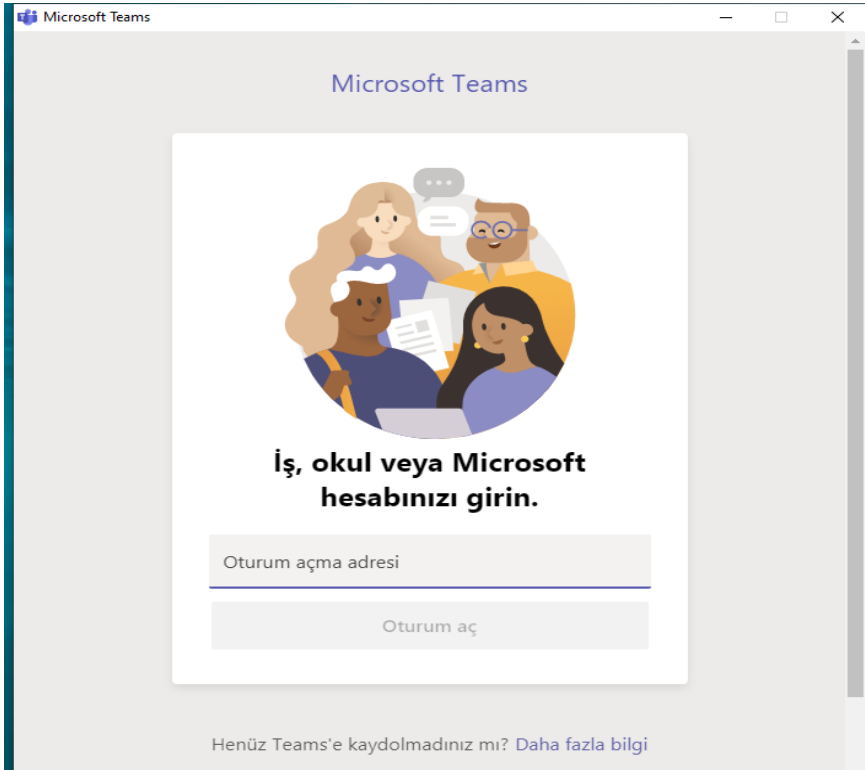 Microsoft Teams
Microsoft Teams
İş, okul veya Microsoft
hesabınızı girin.
Oturum açma adresi
Oturum aç
Henüz Teams'e kaydolmadınız mı? Daha fazla bilgi